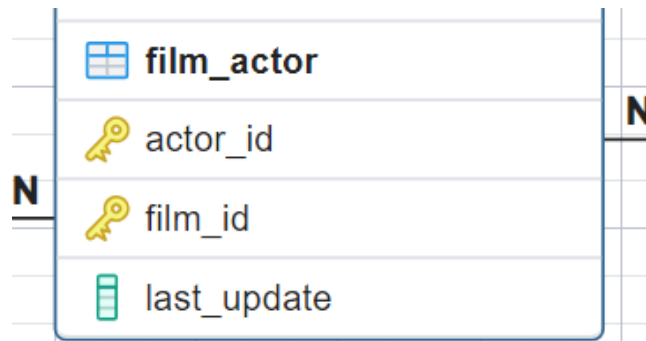 film_actor
N
actor_id
N
film_id
last_update